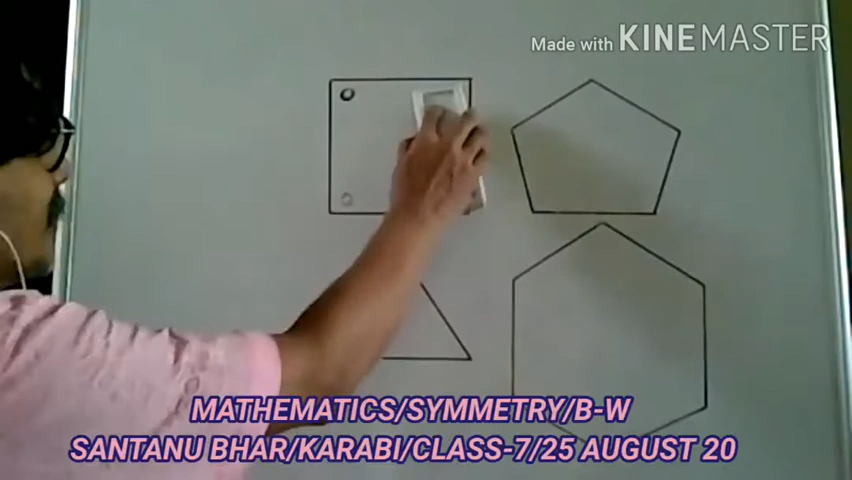 Made with KINEMASTER
MATHEMATICS/SYMMETRY/B-W
SANTANU BHAR/KARABI/CLASS-7/25 AUGUST 20